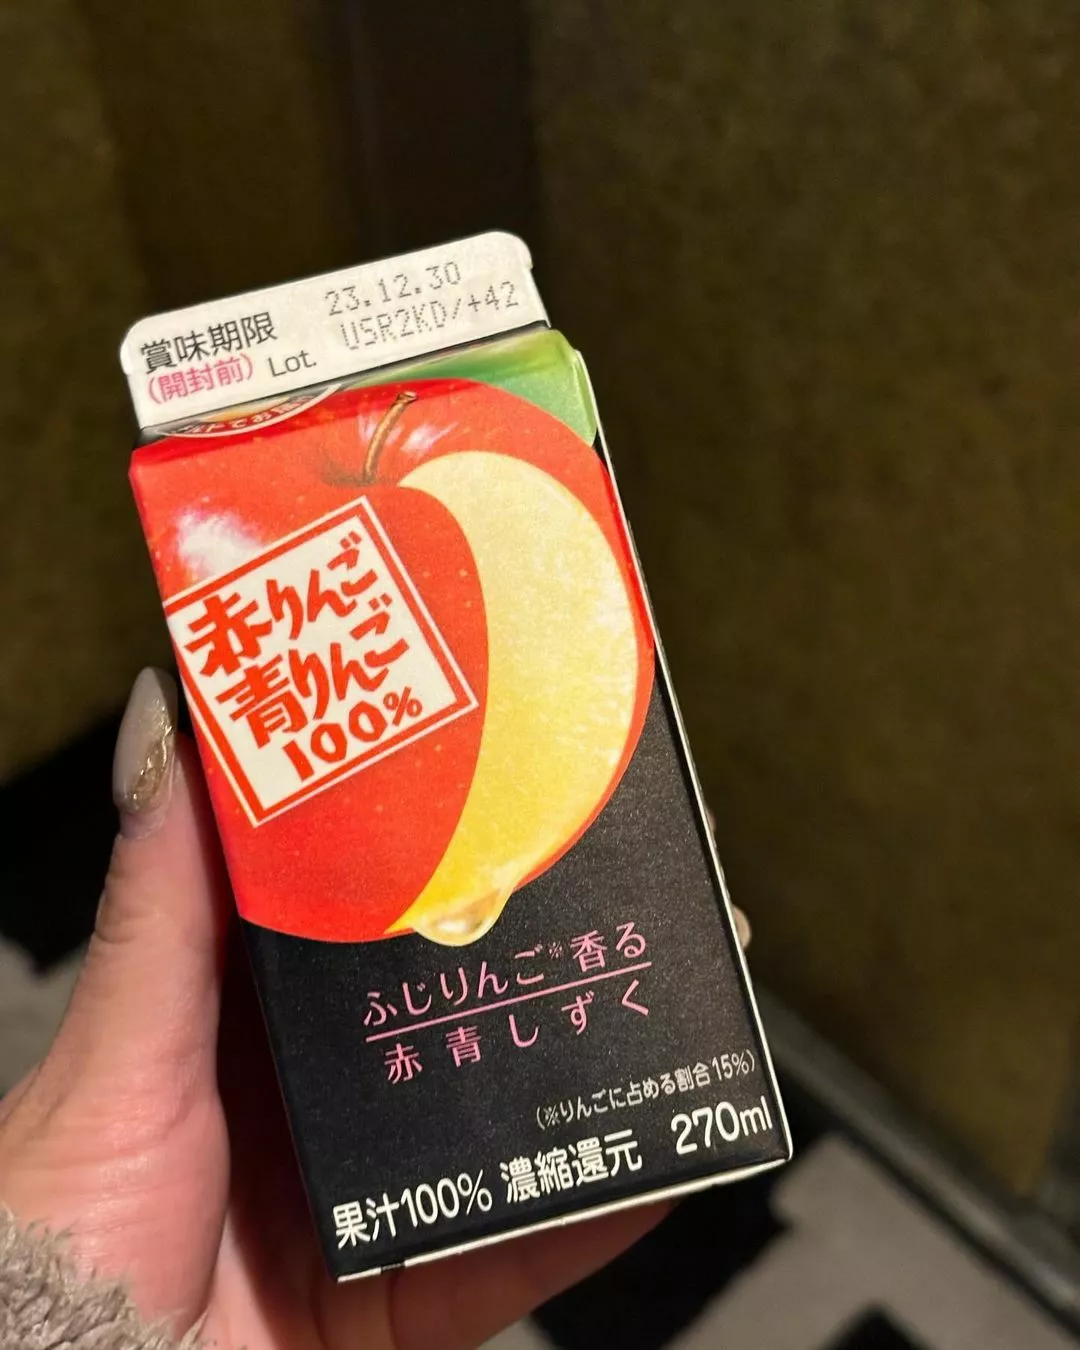 賞味期限
(開封前) Lot.
23.12.30
USR2KD/+42
赤りんご
青りんご
100%
ふじりんご※香る
赤青しずく
(※りんごに占める割合15%)
果汁100% 濃縮還元 270ml